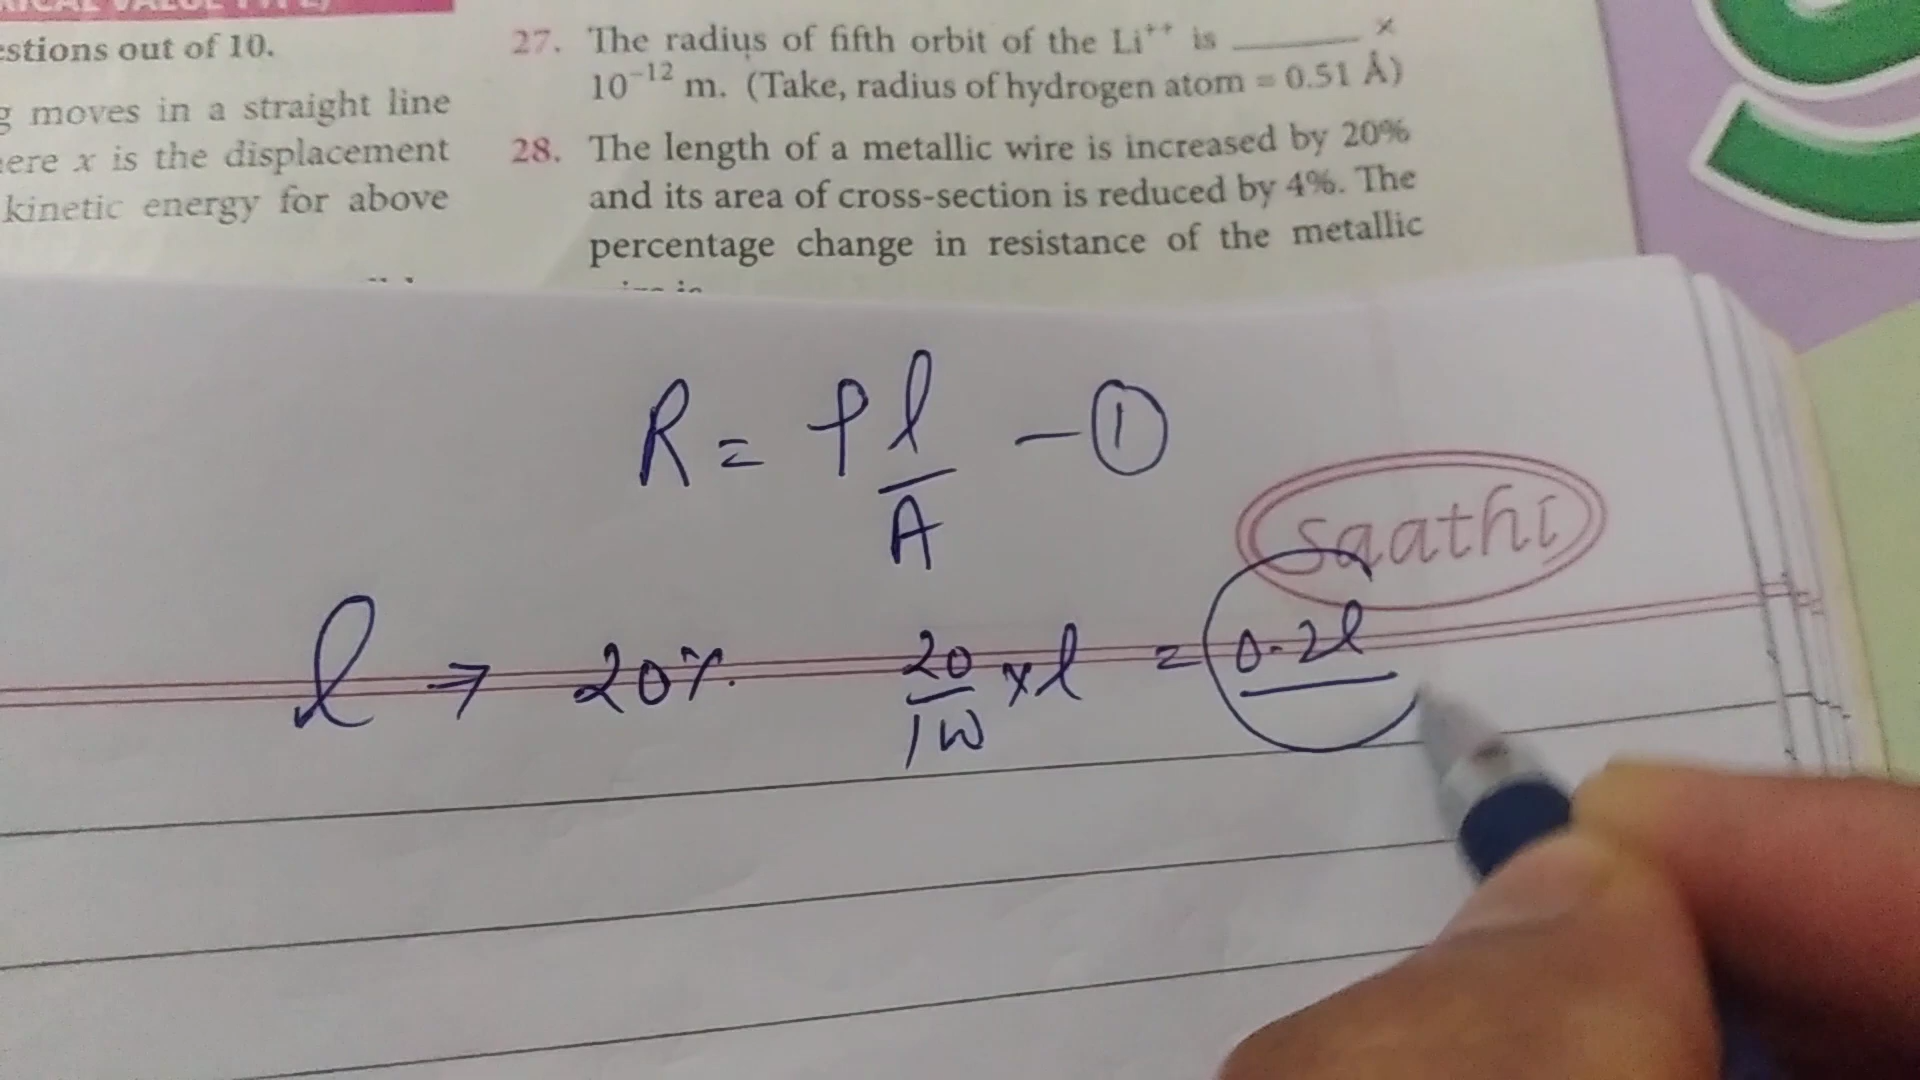 estions out of 10.
g moves in a straight line
ere x is the displacement
kinetic energy for above
27. The radius of fifth orbit of the Li⁺⁺ is ______ ×
10⁻¹² m. (Take, radius of hydrogen atom = 0.51 Å)
28. The length of a metallic wire is increased by 20%
and its area of cross-section is reduced by 4%. The
percentage change in resistance of the metallic
R = ρ l/A — ①
saathi
l → 20% 20/100 × l = 0.2l